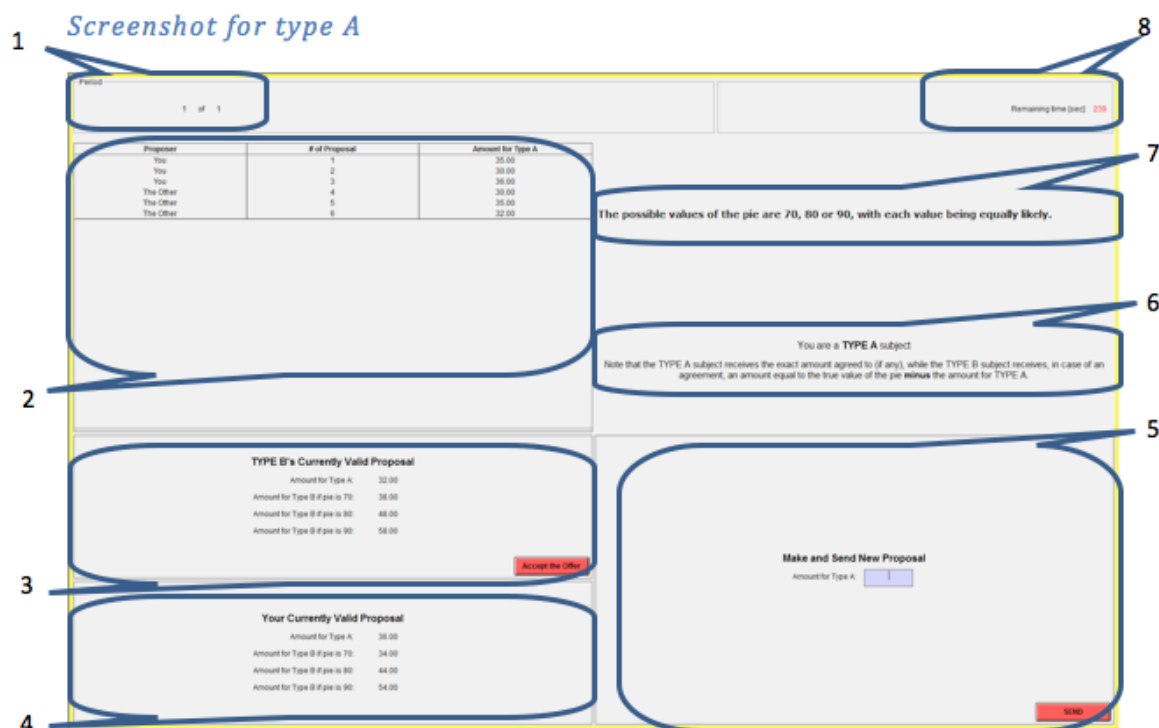 Screenshot for type A
1
8
Period
1 of 1
Remaining time [sec] 239
Proposer # of Proposal Amount for Type A
You 1 35.00
You 2 30.00
You 3 36.00
The Other 4 30.00
The Other 5 35.00
The Other 6 32.00
7
The possible values of the pie are 70, 80 or 90, with each value being equally likely.
6
You are a TYPE A subject
Note that the TYPE A subject receives the exact amount agreed to (if any), while the TYPE B subject receives, in case of an
agreement, an amount equal to the true value of the pie minus the amount for TYPE A.
2
5
TYPE B's Currently Valid Proposal
Amount for Type A: 32.00
Amount for Type B if pie is 70: 38.00
Amount for Type B if pie is 80: 48.00
Amount for Type B if pie is 90: 58.00
Accept the Offer
3
Your Currently Valid Proposal
Amount for Type A: 36.00
Amount for Type B if pie is 70: 34.00
Amount for Type B if pie is 80: 44.00
Amount for Type B if pie is 90: 54.00
4
Make and Send New Proposal
Amount for Type A:
SEND